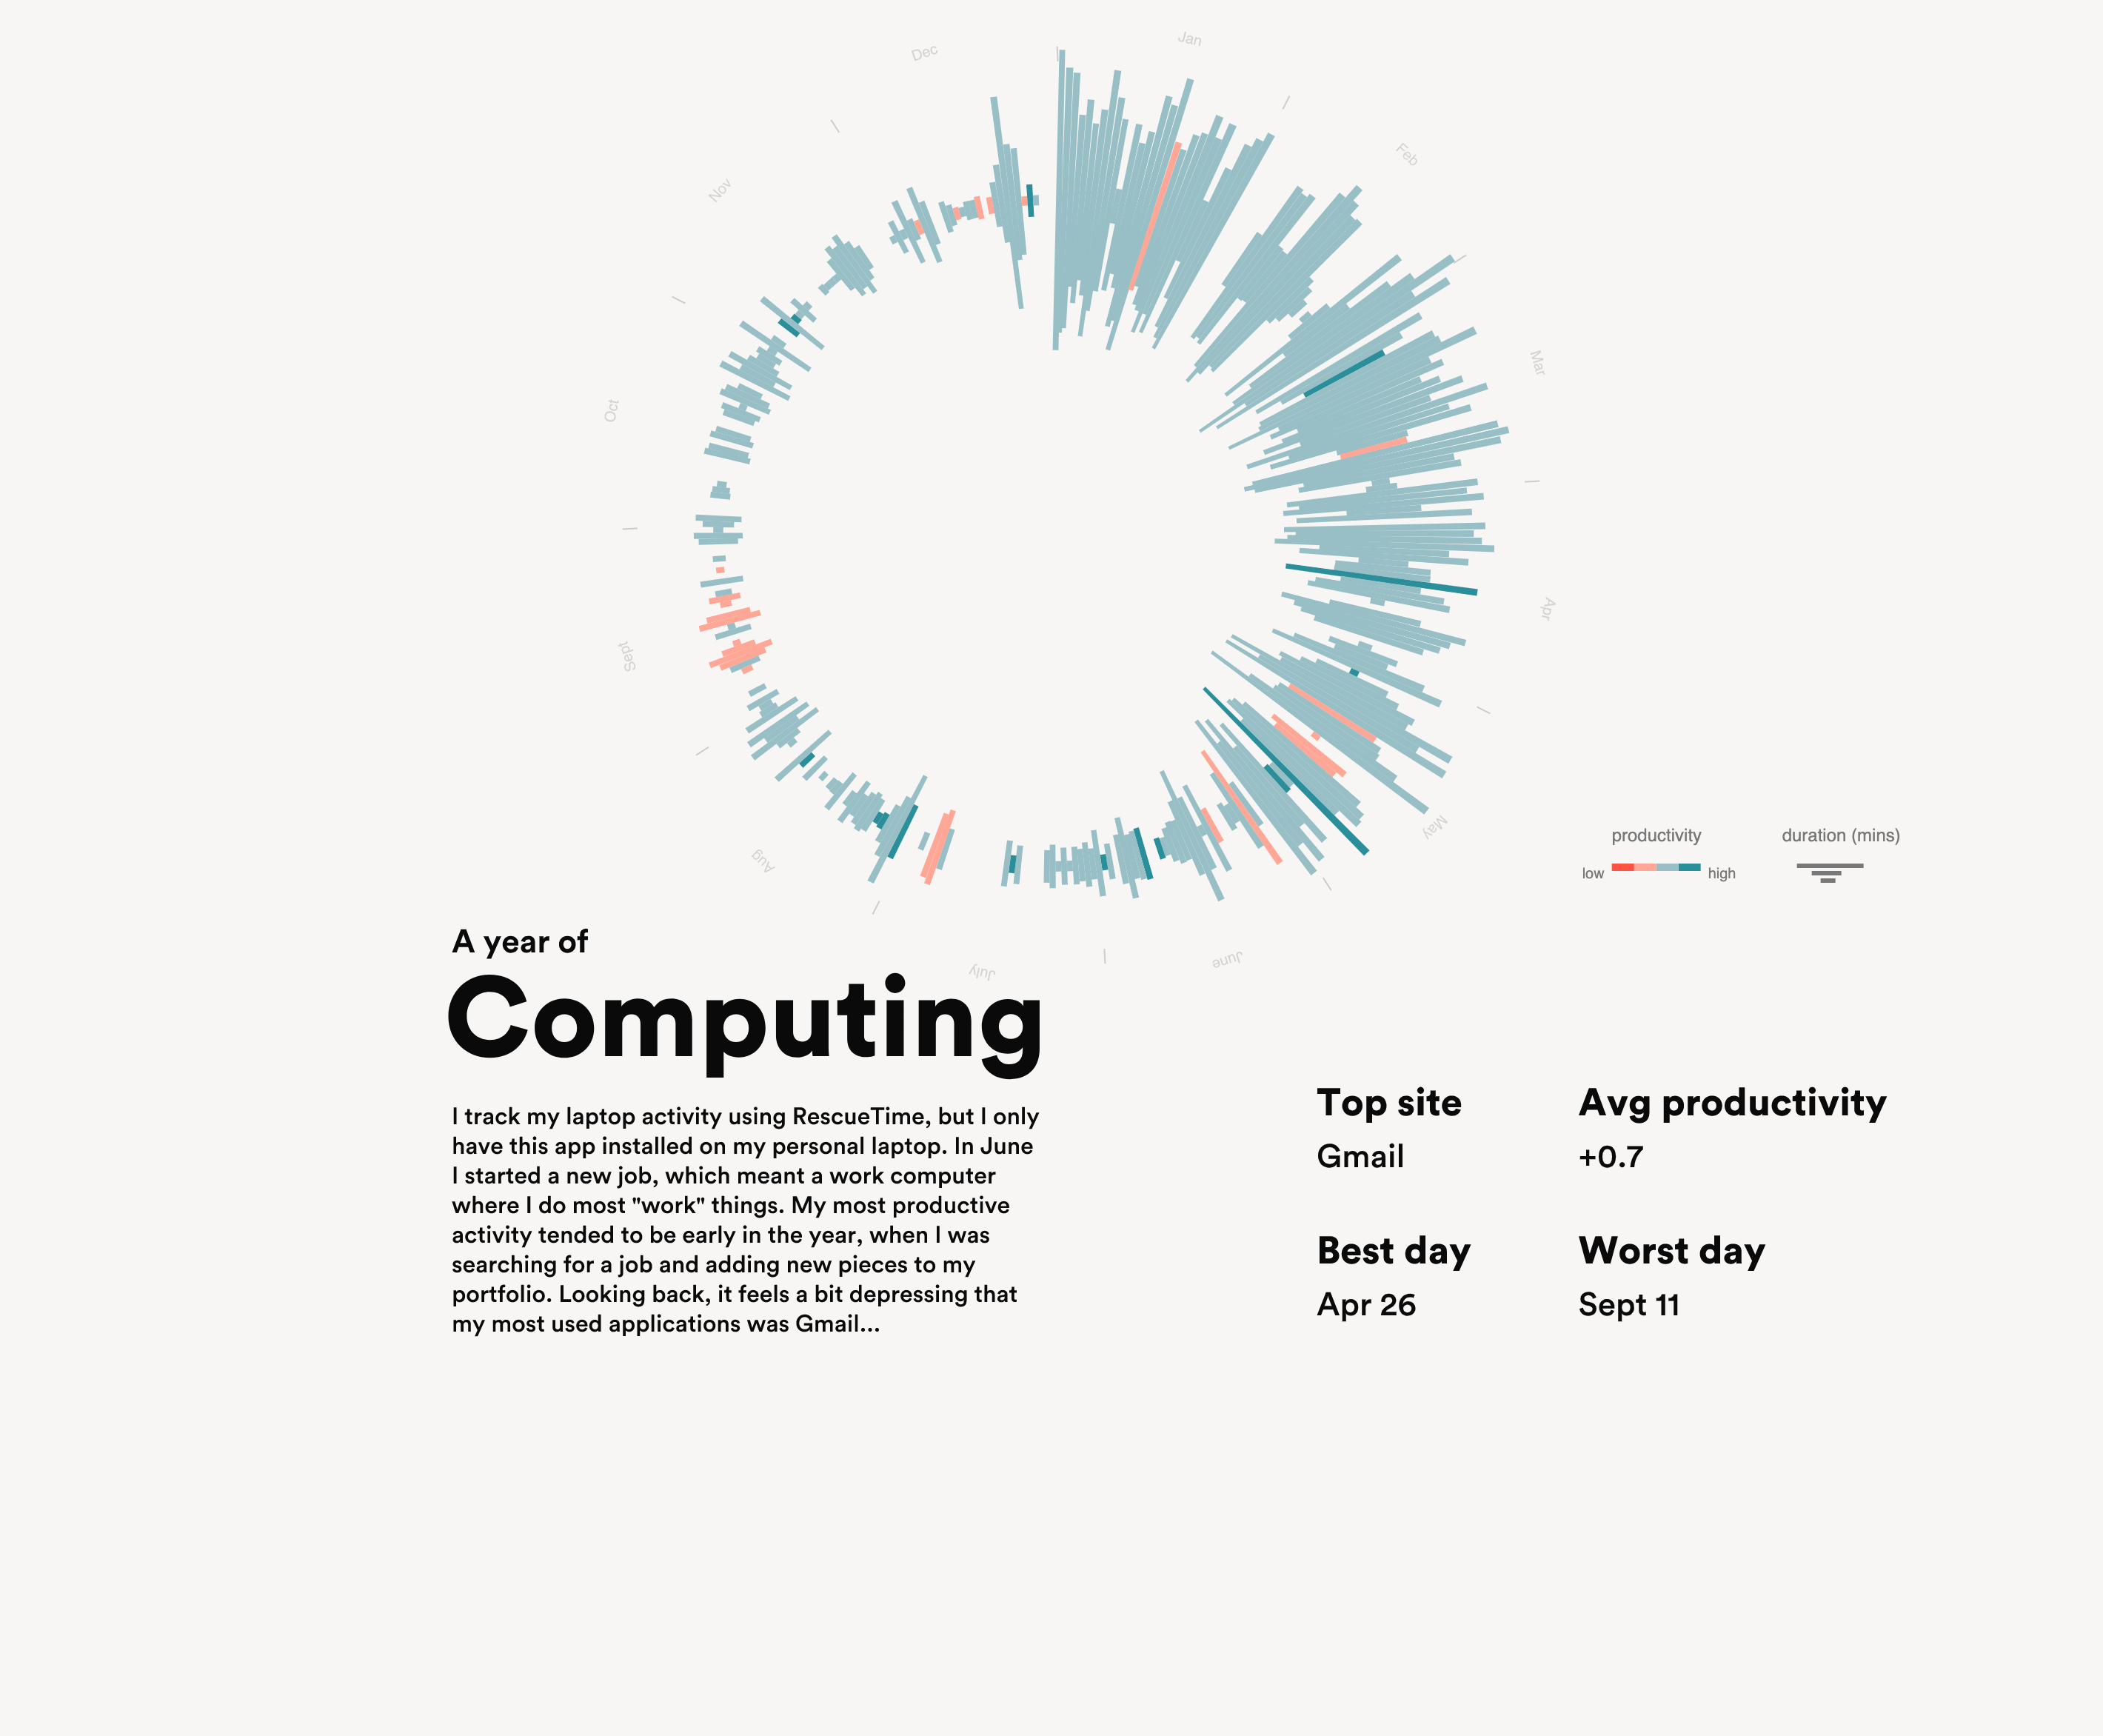 Jan
Feb
Mar
Apr
May
June
July
Aug
Sept
Oct
Nov
Dec
productivity
low
high
duration (mins)
A year of
Computing
I track my laptop activity using RescueTime, but I only
have this app installed on my personal laptop. In June
I started a new job, which meant a work computer
where I do most "work" things. My most productive
activity tended to be early in the year, when I was
searching for a job and adding new pieces to my
portfolio. Looking back, it feels a bit depressing that
my most used applications was Gmail...
Top site
Gmail
Avg productivity
+0.7
Best day
Apr 26
Worst day
Sept 11